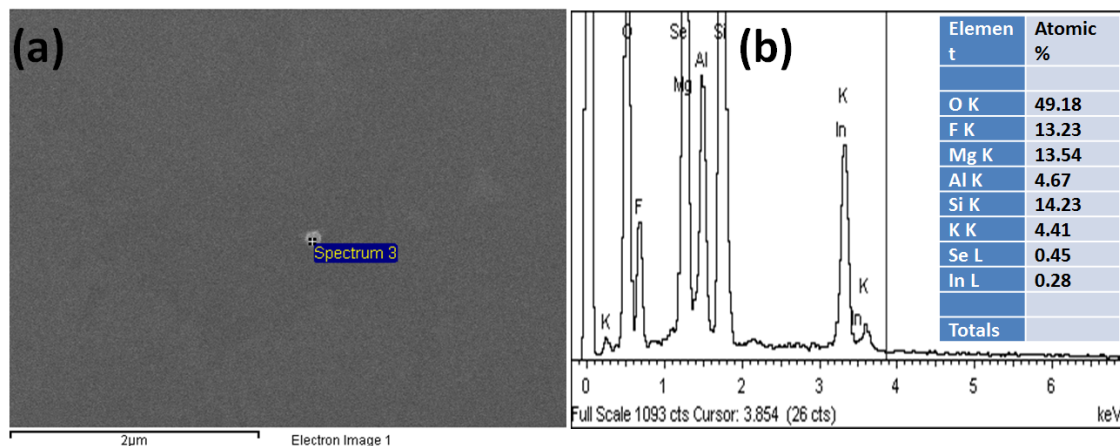 (a)
Spectrum 3
2µm
Electron Image 1
(b)
O
Se
Si
Mg
Al
K
In
F
K
K
In
0
1
2
3
4
5
6
Full Scale 1093 cts Cursor: 3.854 (26 cts)
keV
Elemen
t
Atomic
%
O K 49.18
F K 13.23
Mg K 13.54
Al K 4.67
Si K 14.23
K K 4.41
Se L 0.45
In L 0.28
Totals